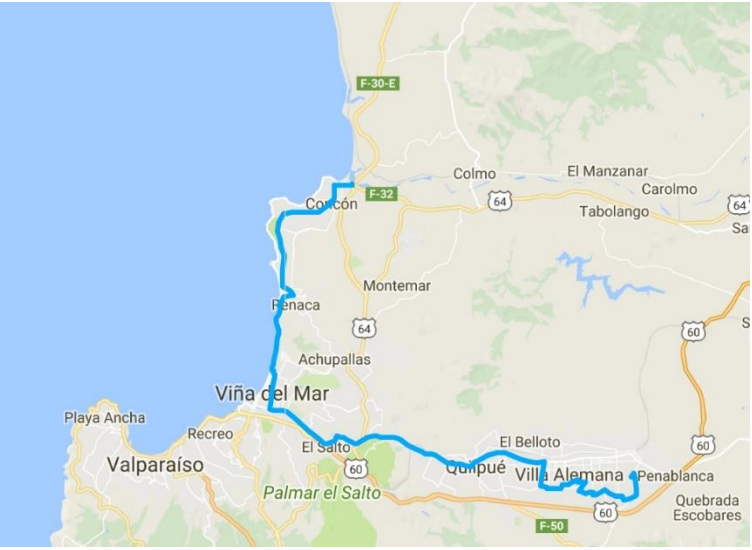 F-30-E
Colmo
El Manzanar
Carolmo
F-32
Concón
64
Tabolango
64
Sa
Montemar
Renaca
64
60
S
Achupallas
Viña del Mar
Playa Ancha
Recreo
El Salto
El Belloto
60
Valparaíso
60
Quilpué
Villa Alemana
Penablanca
Palmar el Salto
Quebrada
Escobares
60
F-50